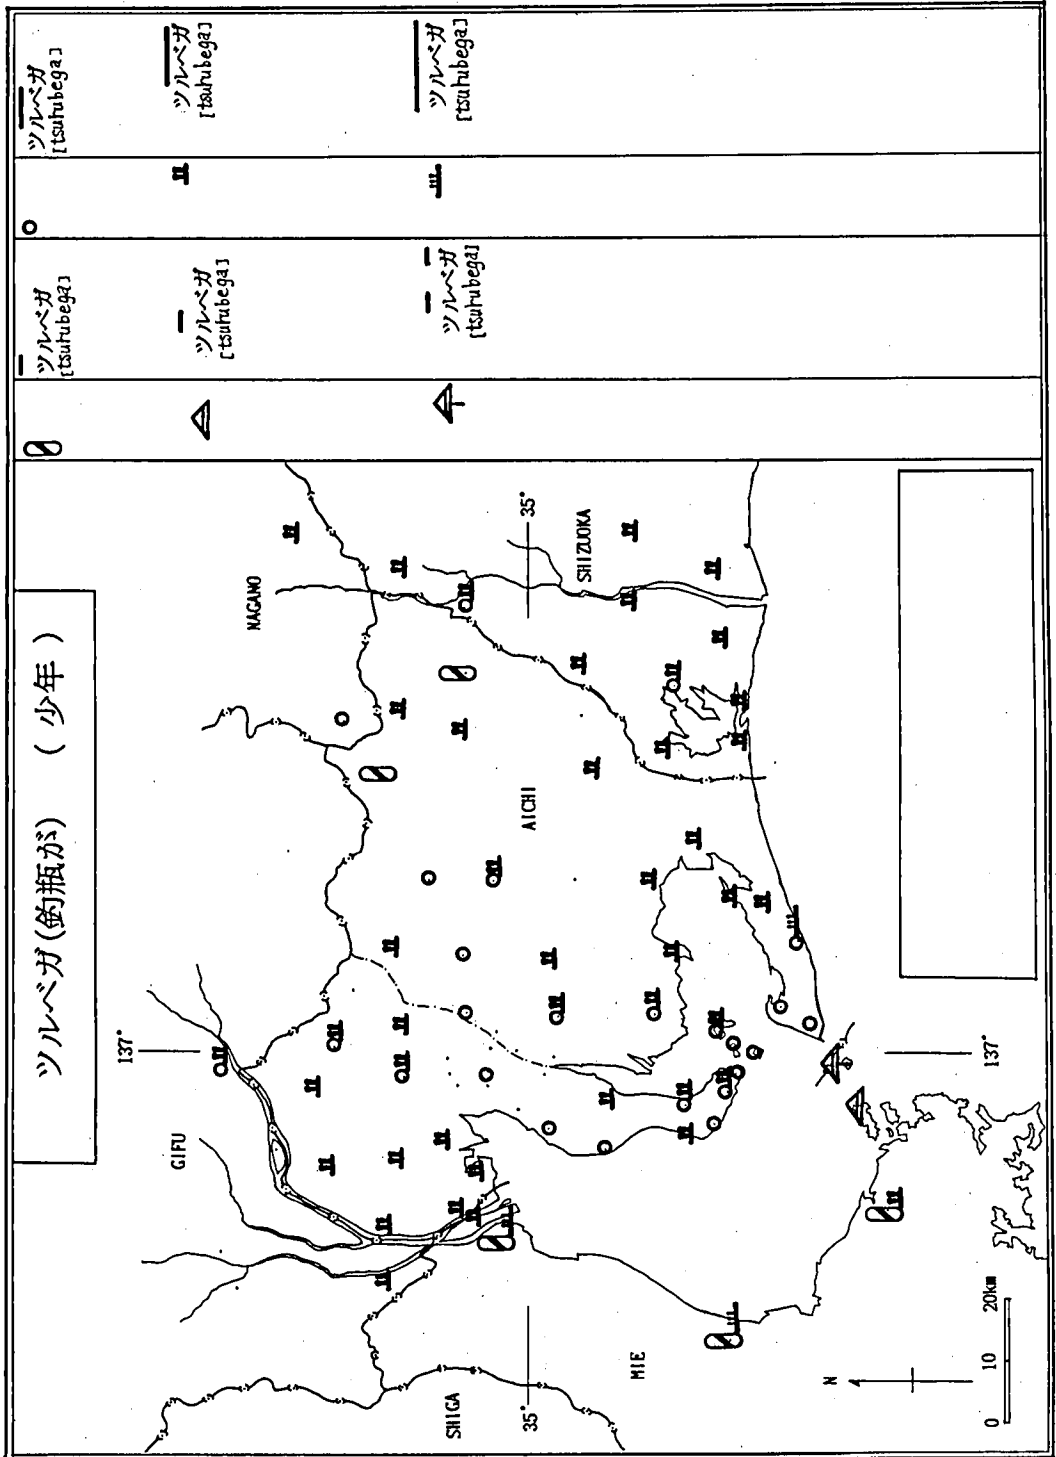 ツルベガ(釣瓶が) (少年)
ツルベガ
[tsurubega]
ツルベガ
[tsurubega]
ツルベガ
[tsurubega]
ツルベガ
[tsurubega]
ツルベガ
[tsurubega]
ツルベガ
[tsurubega]
137°
GIFU
NAGANO
35°
SHIZUOKA
AICHI
SHIGA
35°
MIE
N
0 10 20km
137°